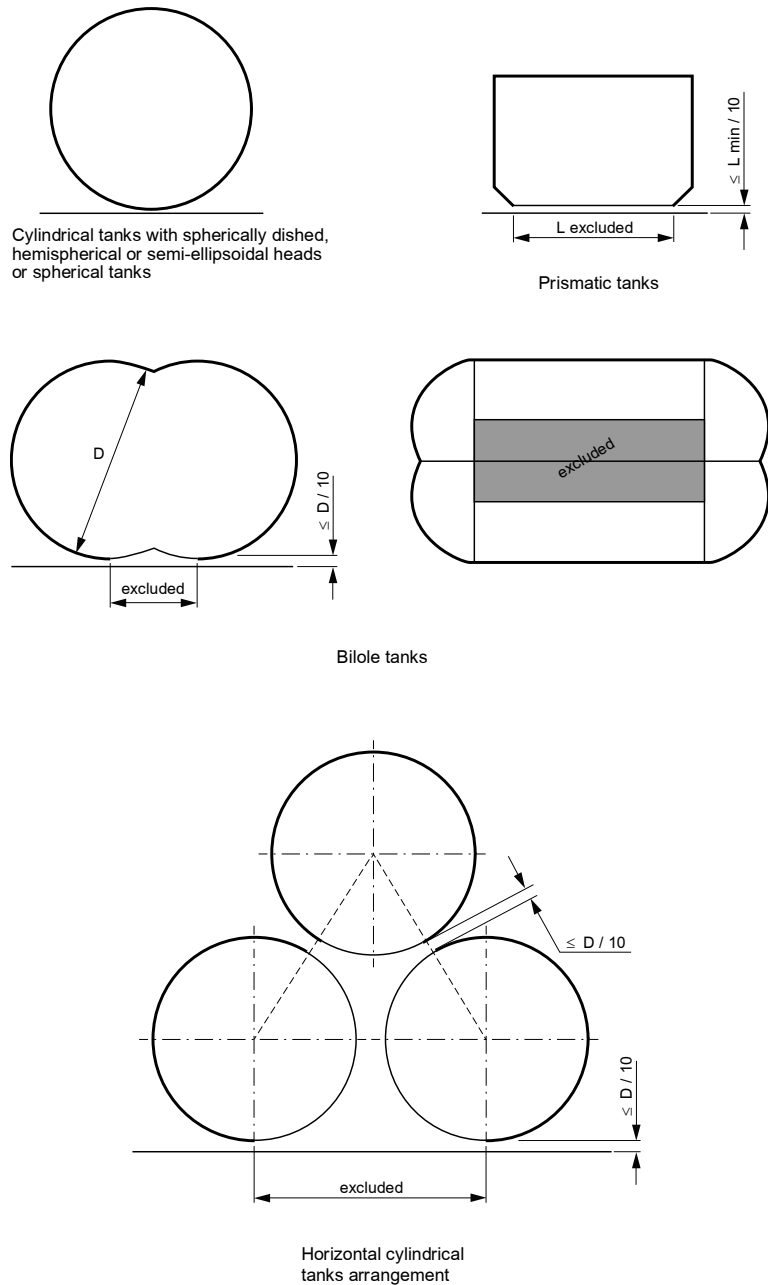 Cylindrical tanks with spherically dished,
hemispherical or semi-ellipsoidal heads
or spherical tanks
≤ L min / 10
L excluded
Prismatic tanks
D
≤ D / 10
excluded
excluded
Bilole tanks
≤ D / 10
≤ D / 10
excluded
Horizontal cylindrical
tanks arrangement